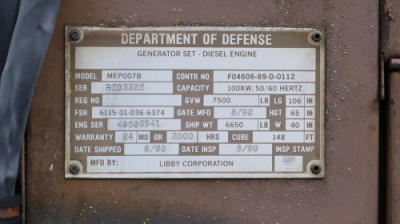 DEPARTMENT OF DEFENSE
GENERATOR SET - DIESEL ENGINE
MODEL MEP007B CONTR NO F04606-89-D-0112
SER RZ03322 CAPACITY 100KW, 50/60 HERTZ
REG NO GVW 7500 LB LG 106 IN
FSN 6115-01-036-6374 DATE MFD 8/90 HGT 65 IN
ENG SER SHIP WT 6650 LB W 40 IN
WARRANTY 24 MO OR 2000 HRS CUBE 148 FT
DATE SHIPPED 8/90 DATE INSP 8/90 INSP STAMP
MFD BY: LIBBY CORPORATION